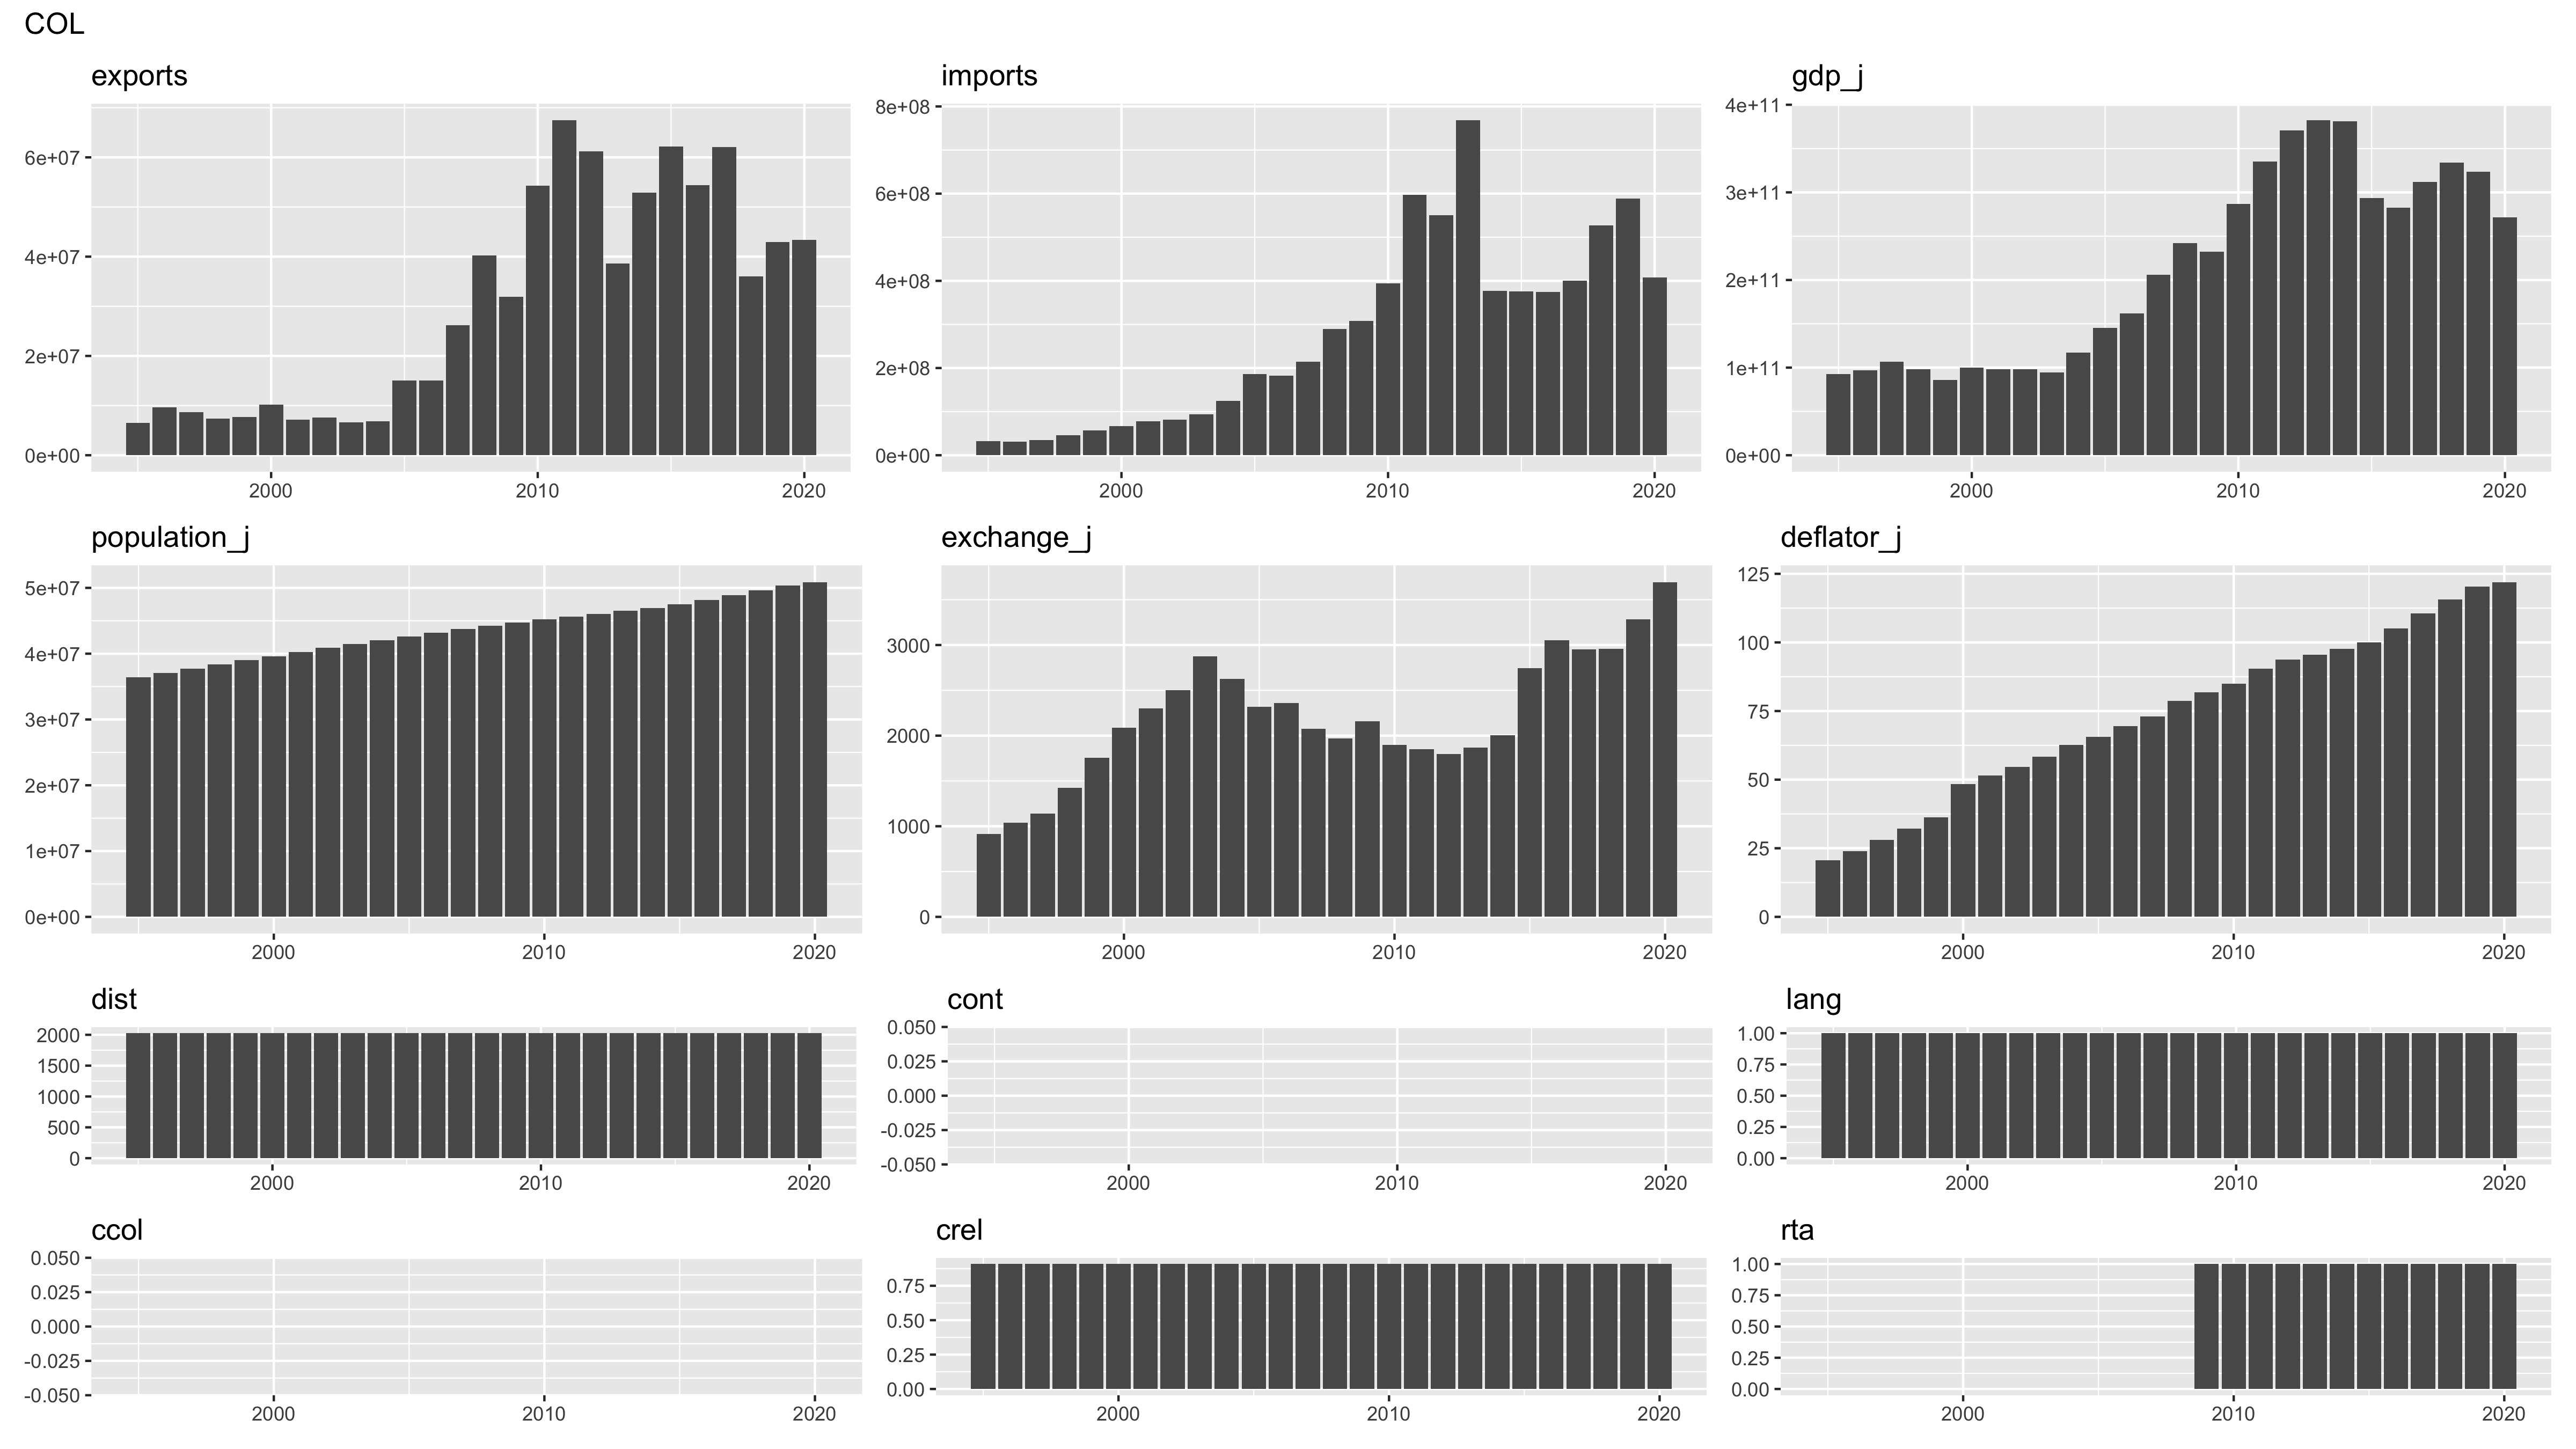 COL
exports
6e+07
4e+07
2e+07
0e+00
2000 2010 2020
imports
8e+08
6e+08
4e+08
2e+08
0e+00
2000 2010 2020
gdp_j
4e+11
3e+11
2e+11
1e+11
0e+00
2000 2010 2020
population_j
5e+07
4e+07
3e+07
2e+07
1e+07
0e+00
2000 2010 2020
exchange_j
3000
2000
1000
0
2000 2010 2020
deflator_j
125
100
75
50
25
0
2000 2010 2020
dist
2000
1500
1000
500
0
2000 2010 2020
cont
0.050
0.025
0.000
-0.025
-0.050
2000 2010 2020
lang
1.00
0.75
0.50
0.25
0.00
2000 2010 2020
ccol
0.050
0.025
0.000
-0.025
-0.050
2000 2010 2020
crel
0.75
0.50
0.25
0.00
2000 2010 2020
rta
1.00
0.75
0.50
0.25
0.00
2000 2010 2020